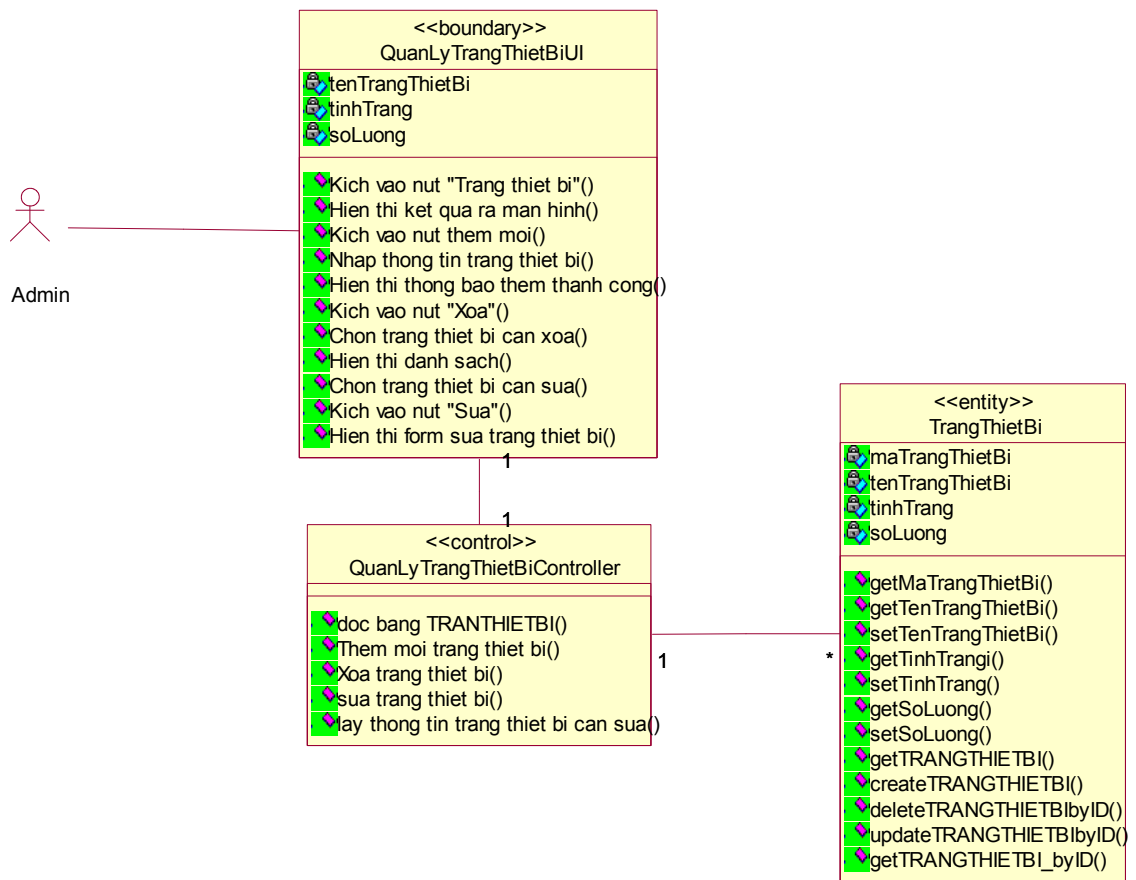 <<boundary>>
QuanLyTrangThietBiUI
tenTrangThietBi
tinhTrang
soLuong
Kich vao nut "Trang thiet bi"()
Hien thi ket qua ra man hinh()
Kich vao nut them moi()
Nhap thong tin trang thiet bi()
Hien thi thong bao them thanh cong()
Kich vao nut "Xoa"()
Chon trang thiet bi can xoa()
Hien thi danh sach()
Chon trang thiet bi can sua()
Kich vao nut "Sua"()
Hien thi form sua trang thiet bi()
Admin
1
1
<<control>>
QuanLyTrangThietBiController
doc bang TRANTHIETBI()
Them moi trang thiet bi()
Xoa trang thiet bi()
sua trang thiet bi()
lay thong tin trang thiet bi can sua()
1
*
<<entity>>
TrangThietBi
maTrangThietBi
tenTrangThietBi
tinhTrang
soLuong
getMaTrangThietBi()
getTenTrangThietBi()
setTenTrangThietBi()
getTinhTrangi()
setTinhTrang()
getSoLuong()
setSoLuong()
getTRANGTHIETBI()
createTRANGTHIETBI()
deleteTRANGTHIETBIbyID()
updateTRANGTHIETBIbyID()
getTRANGTHIETBI_byID()